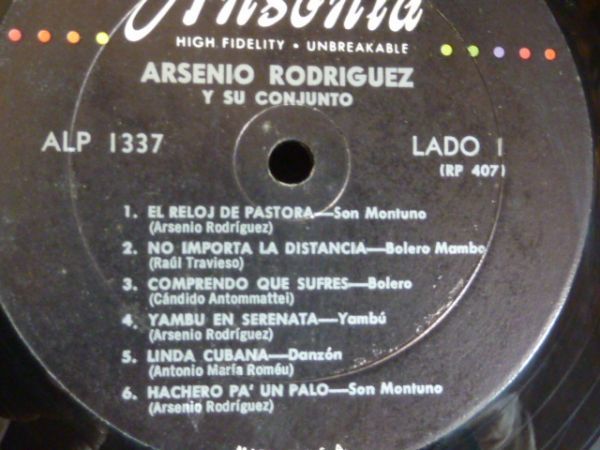 Ansonia
HIGH FIDELITY • UNBREAKABLE
ARSENIO RODRIGUEZ
Y SU CONJUNTO
ALP 1337
LADO 1
(RP 407)
1. EL RELOJ DE PASTORA—Son Montuno
(Arsenio Rodríguez)
2. NO IMPORTA LA DISTANCIA—Bolero Mambo
(Raúl Travieso)
3. COMPRENDO QUE SUFRES—Bolero
(Cándido Antommattei)
4. YAMBU EN SERENATA—Yambú
(Arsenio Rodríguez)
5. LINDA CUBANA—Danzón
(Antonio María Roméu)
6. HACHERO PA' UN PALO—Son Montuno
(Arsenio Rodríguez)